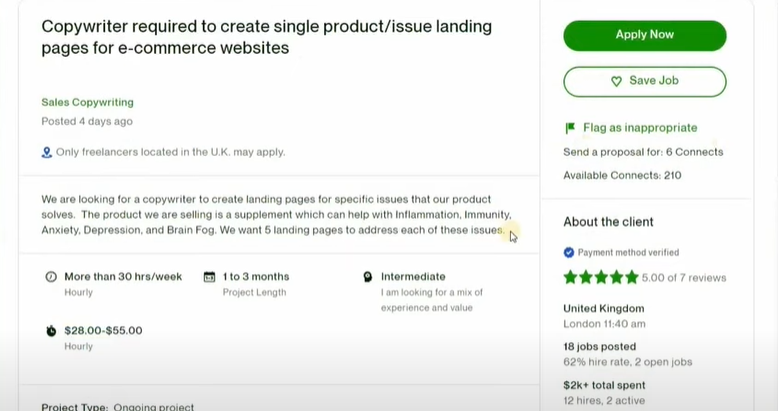 Copywriter required to create single product/issue landing
pages for e-commerce websites
Sales Copywriting
Posted 4 days ago
Only freelancers located in the U.K. may apply.
We are looking for a copywriter to create landing pages for specific issues that our product
solves. The product we are selling is a supplement which can help with Inflammation, Immunity,
Anxiety, Depression, and Brain Fog. We want 5 landing pages to address each of these issues.
More than 30 hrs/week
Hourly
1 to 3 months
Project Length
Intermediate
I am looking for a mix of
experience and value
$28.00-$55.00
Hourly
Project Type: Ongoing project
Apply Now
Save Job
Flag as inappropriate
Send a proposal for: 6 Connects
Available Connects: 210
About the client
Payment method verified
5.00 of 7 reviews
United Kingdom
London 11:40 am
18 jobs posted
62% hire rate, 2 open jobs
$2k+ total spent
12 hires, 2 active